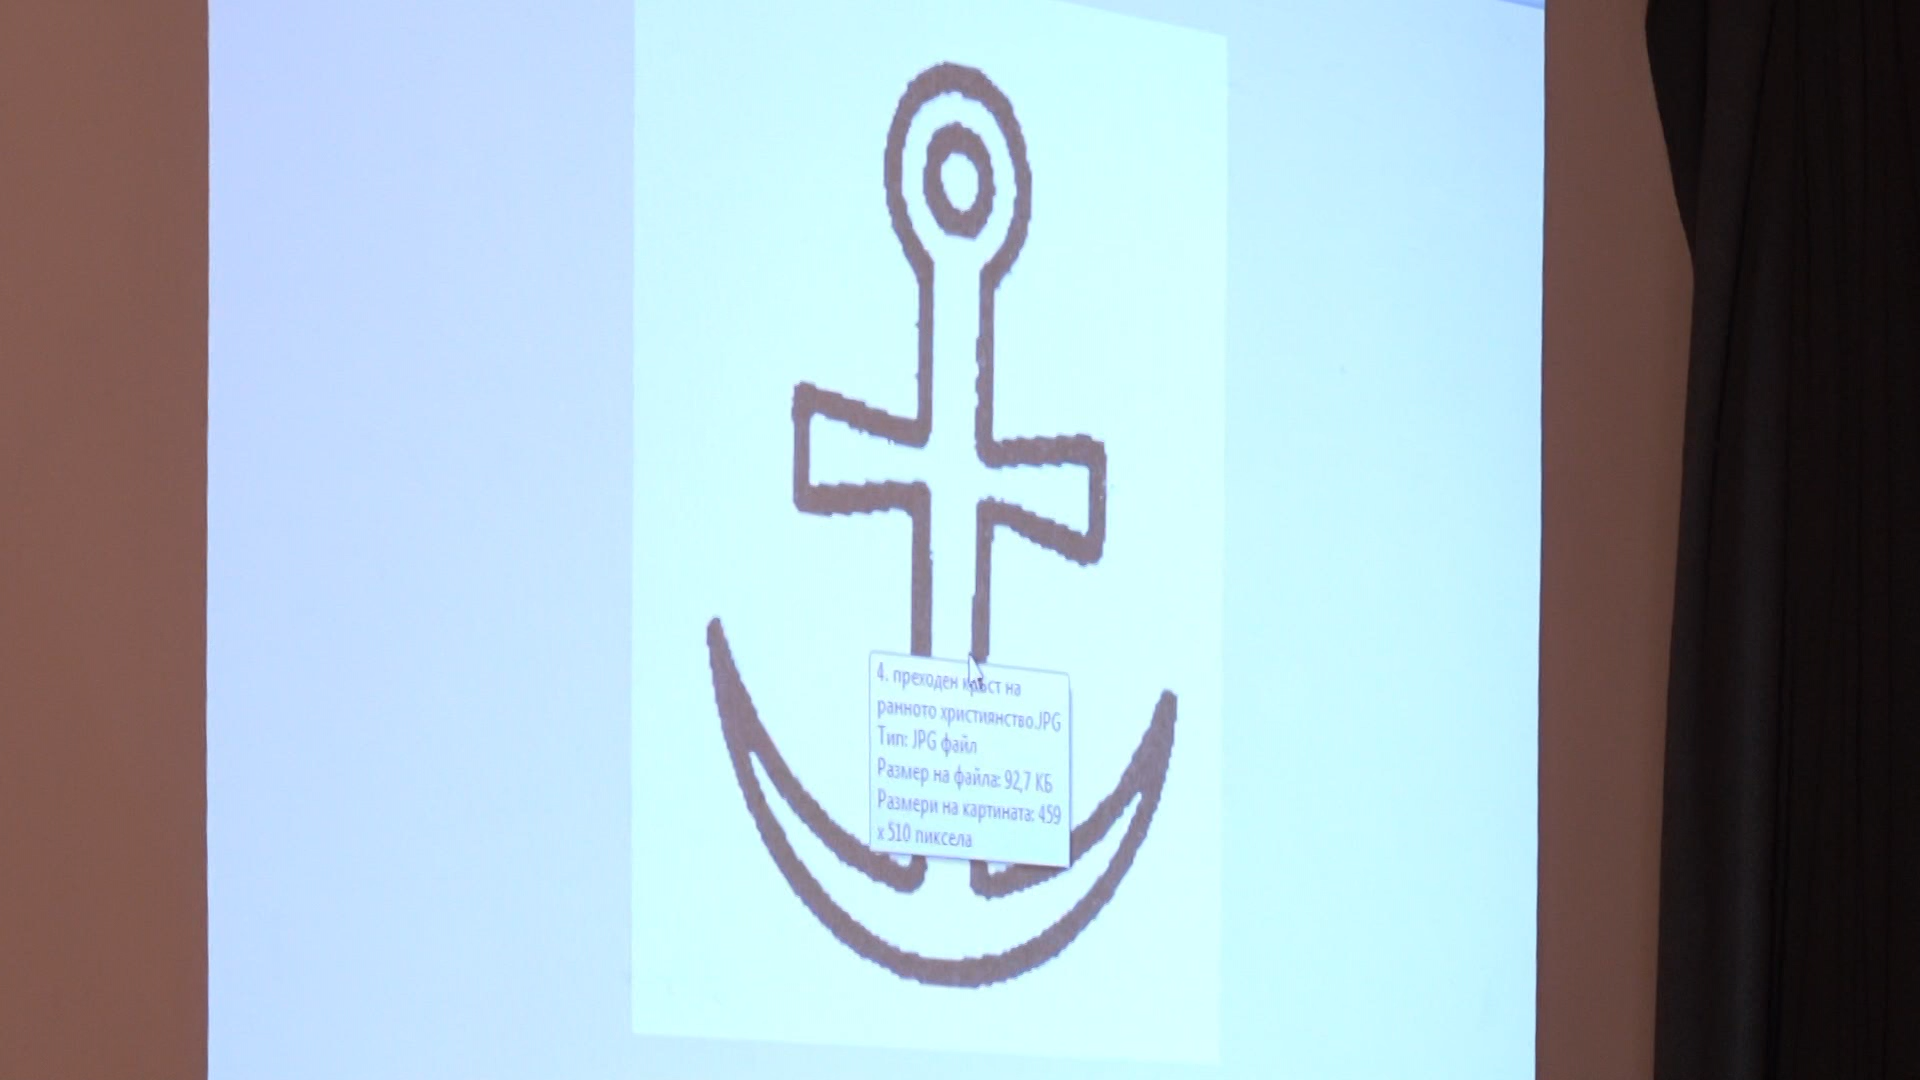 4. преходен кръст на
ранното християнство.JPG
Тип: JPG файл
Размер на файла: 92,7 КБ
Размери на картината: 459
x 510 пиксела